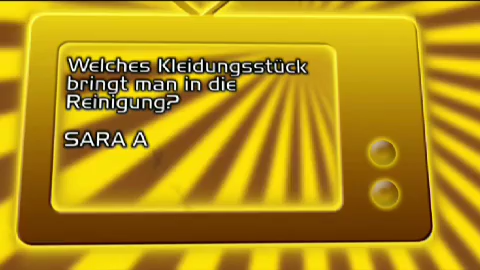 Welches Kleidungsstück
bringt man in die
Reinigung?
SARA A